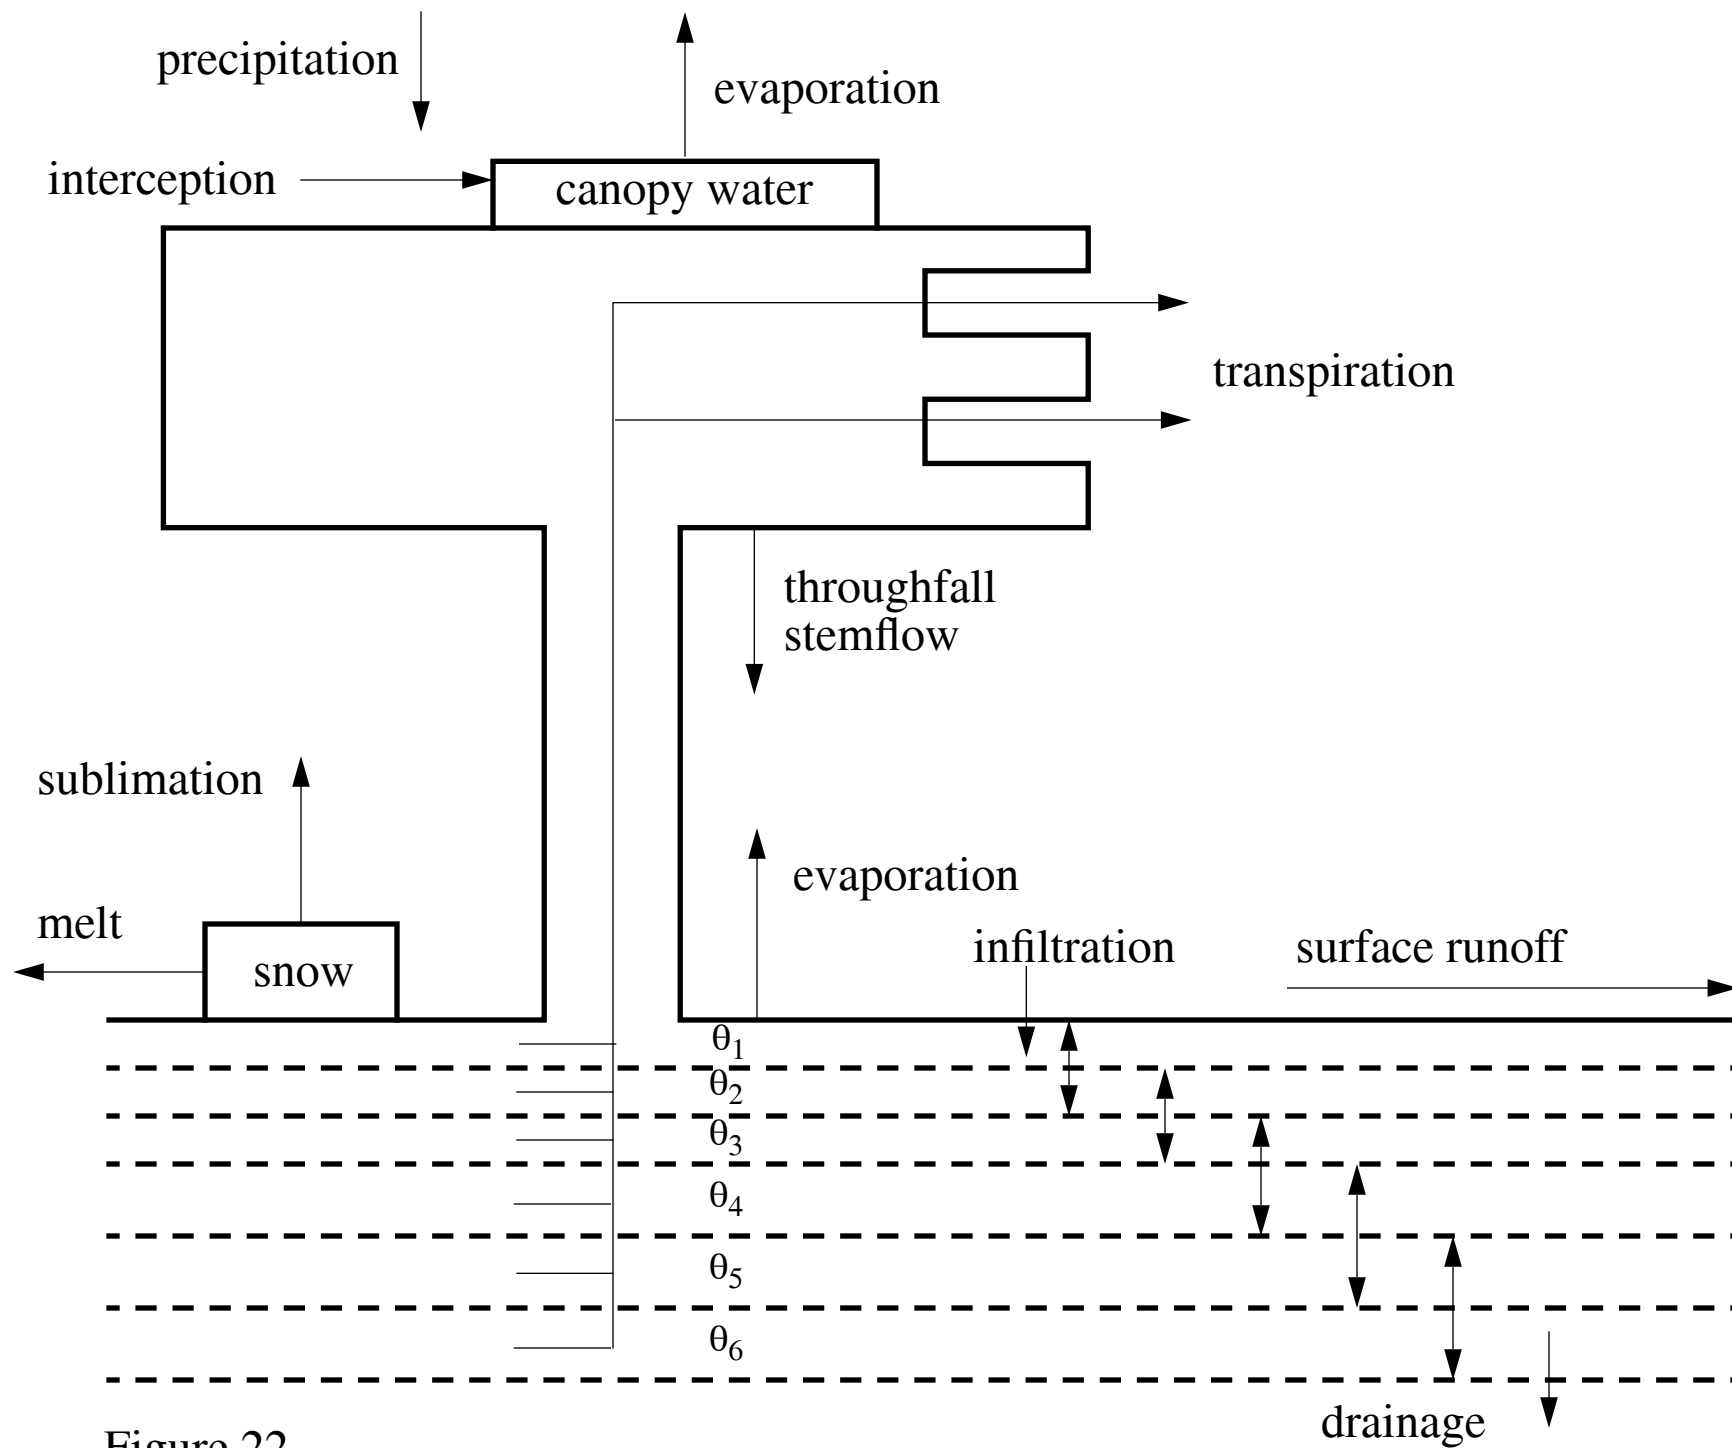 precipitation
evaporation
interception
canopy water
transpiration
throughfall
stemflow
sublimation
evaporation
melt
infiltration
surface runoff
snow
θ1
θ2
θ3
θ4
θ5
θ6
drainage
Figure 22